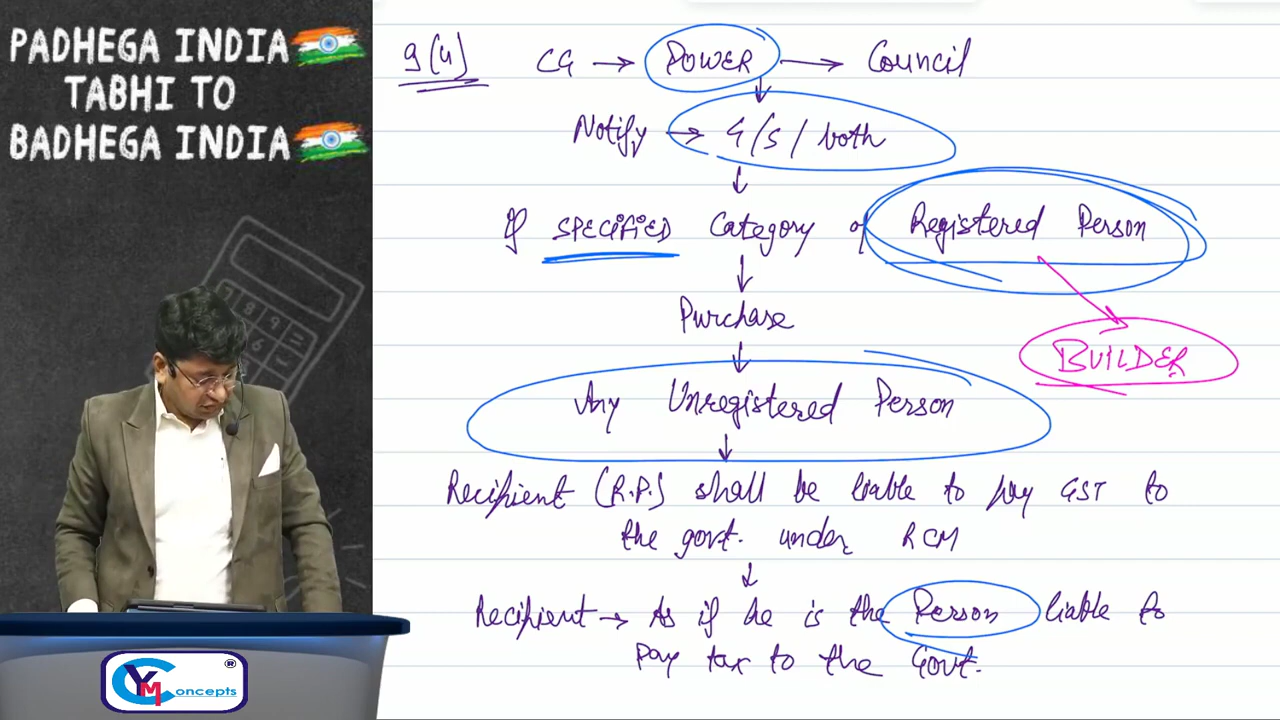 PADHEGA INDIA
TABHI TO
BADHEGA INDIA
9(4) CG → POWER → Council
Notify → G/S/both
If SPECIFIED Category of Registered Person
Purchase
BUILDER
Any Unregistered Person
Recipient (R.P.) shall be liable to pay GST to
the govt. under RCM
Recipient → As if he is the Person liable to
Pay tax to the Govt.
YM Concepts ®